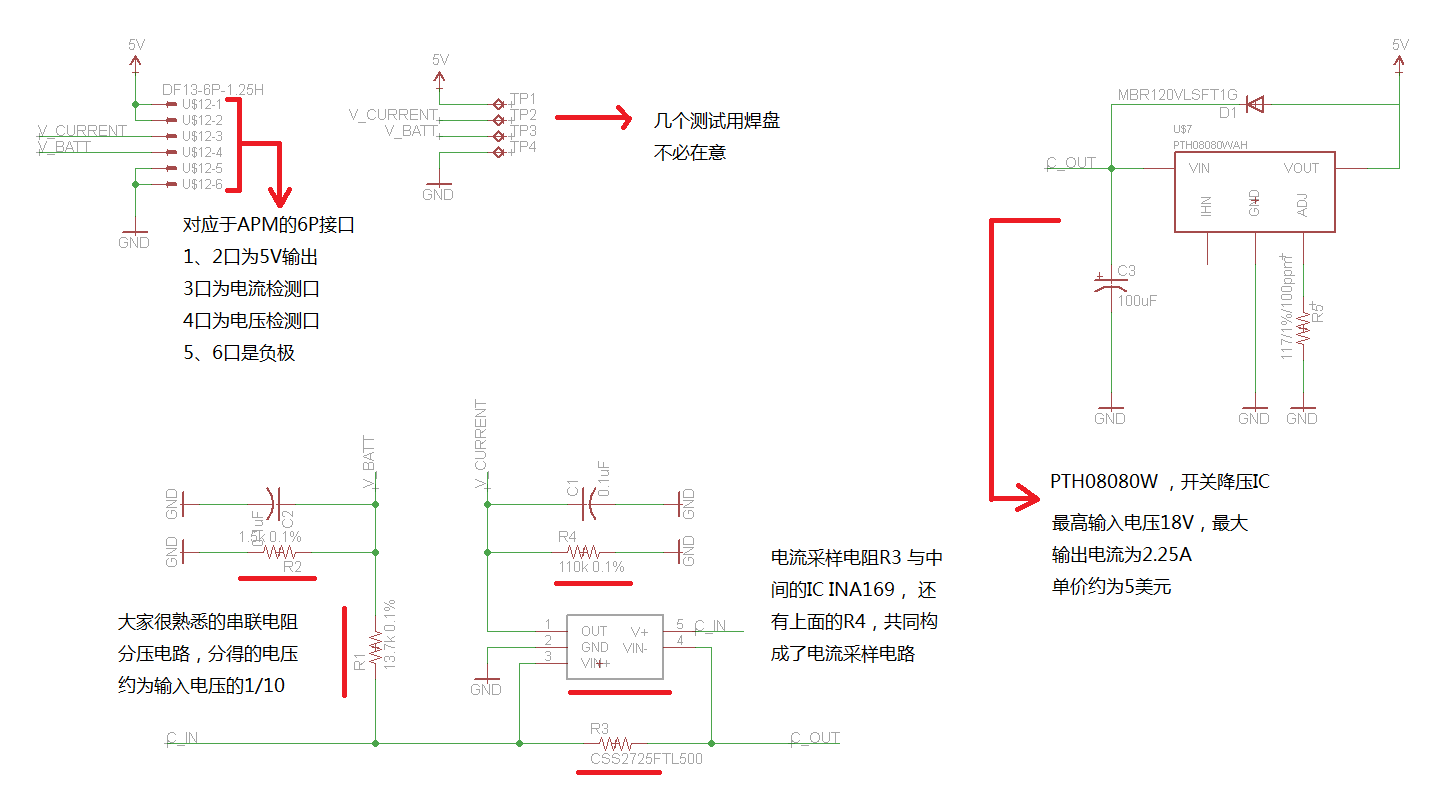 5V
DF13-6P-1.25H
U$12-1
U$12-2
V_CURRENT
U$12-3
V_BATT
U$12-4
U$12-5
U$12-6
GND
对应于APM的6P接口
1、2口为5V输出
3口为电流检测口
4口为电压检测口
5、6口是负极
5V
TP1
V_CURRENT
TP2
V_BATT
TP3
TP4
GND
几个测试用焊盘
不必在意
5V
MBR120VLSFT1G
D1
U$7
PTH08080WAH
C_OUT
VIN
VOUT
IHN
GND
ADJ
C3
100uF
117/1%/100ppm
R5
GND
GND
GND
PTH08080W ，开关降压IC
最高输入电压18V，最大
输出电流为2.25A
单价约为5美元
V_BATT
GND
0.1uF
C2
GND
1.5k 0.1%
R2
大家很熟悉的串联电阻
分压电路，分得的电压
约为输入电压的1/10
R1
13.7k 0.1%
V_CURRENT
C1
0.1uF
GND
R4
110k 0.1%
GND
1
OUT
V+
5
C_IN
2
GND
VIN-
4
3
VIN+
GND
电流采样电阻R3 与中
间的IC INA169， 还
有上面的R4，共同构
成了电流采样电路
C_IN
R3
CSS2725FTL500
C_OUT